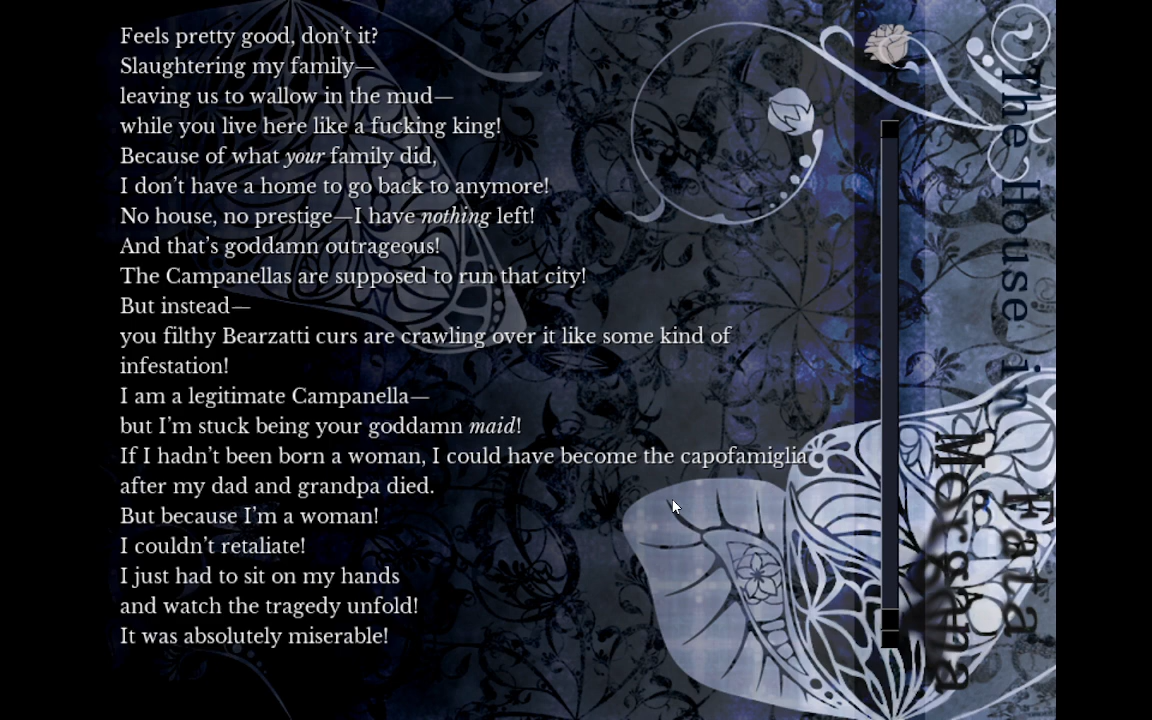 Feels pretty good, don’t it?
Slaughtering my family—
leaving us to wallow in the mud—
while you live here like a fucking king!
Because of what your family did,
I don’t have a home to go back to anymore!
No house, no prestige—I have nothing left!
And that’s goddamn outrageous!
The Campanellas are supposed to run that city!
But instead—
you filthy Bearzatti curs are crawling over it like some kind of
infestation!
I am a legitimate Campanella—
but I’m stuck being your goddamn maid!
If I hadn’t been born a woman, I could have become the capofamiglia
after my dad and grandpa died.
But because I’m a woman!
I couldn’t retaliate!
I just had to sit on my hands
and watch the tragedy unfold!
It was absolutely miserable!
The House in
Fata
Morgana